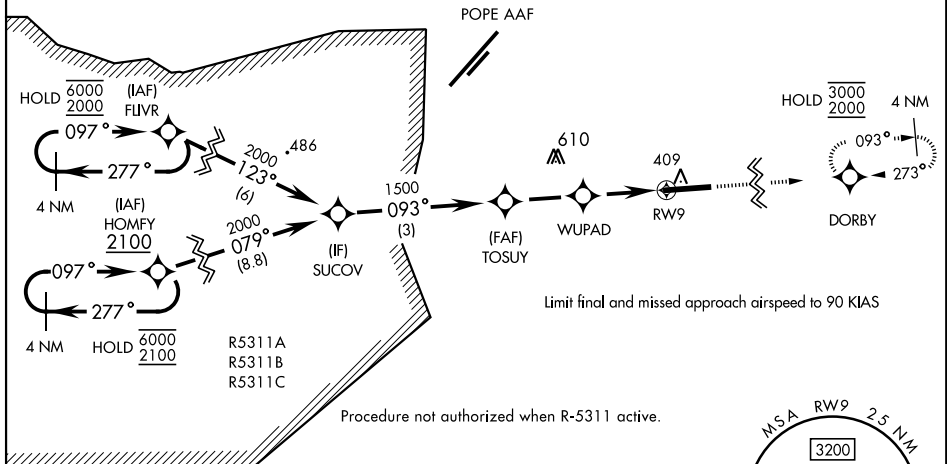 POPE AAF
HOLD 6000
2000
(IAF)
FLIVR
097°
277°
4 NM
2000
123°
(6)
.486
(IAF)
HOMFY
2100
2000
079°
(8.8)
097°
277°
4 NM
HOLD 6000
2100
(IF)
SUCOV
1500
093°
(3)
(FAF)
TOSUY
610
WUPAD
409
RW9
HOLD 3000
2000
4 NM
093°
273°
DORBY
Limit final and missed approach airspeed to 90 KIAS
R5311A
R5311B
R5311C
Procedure not authorized when R-5311 active.
MSA RW9 25 NM
3200